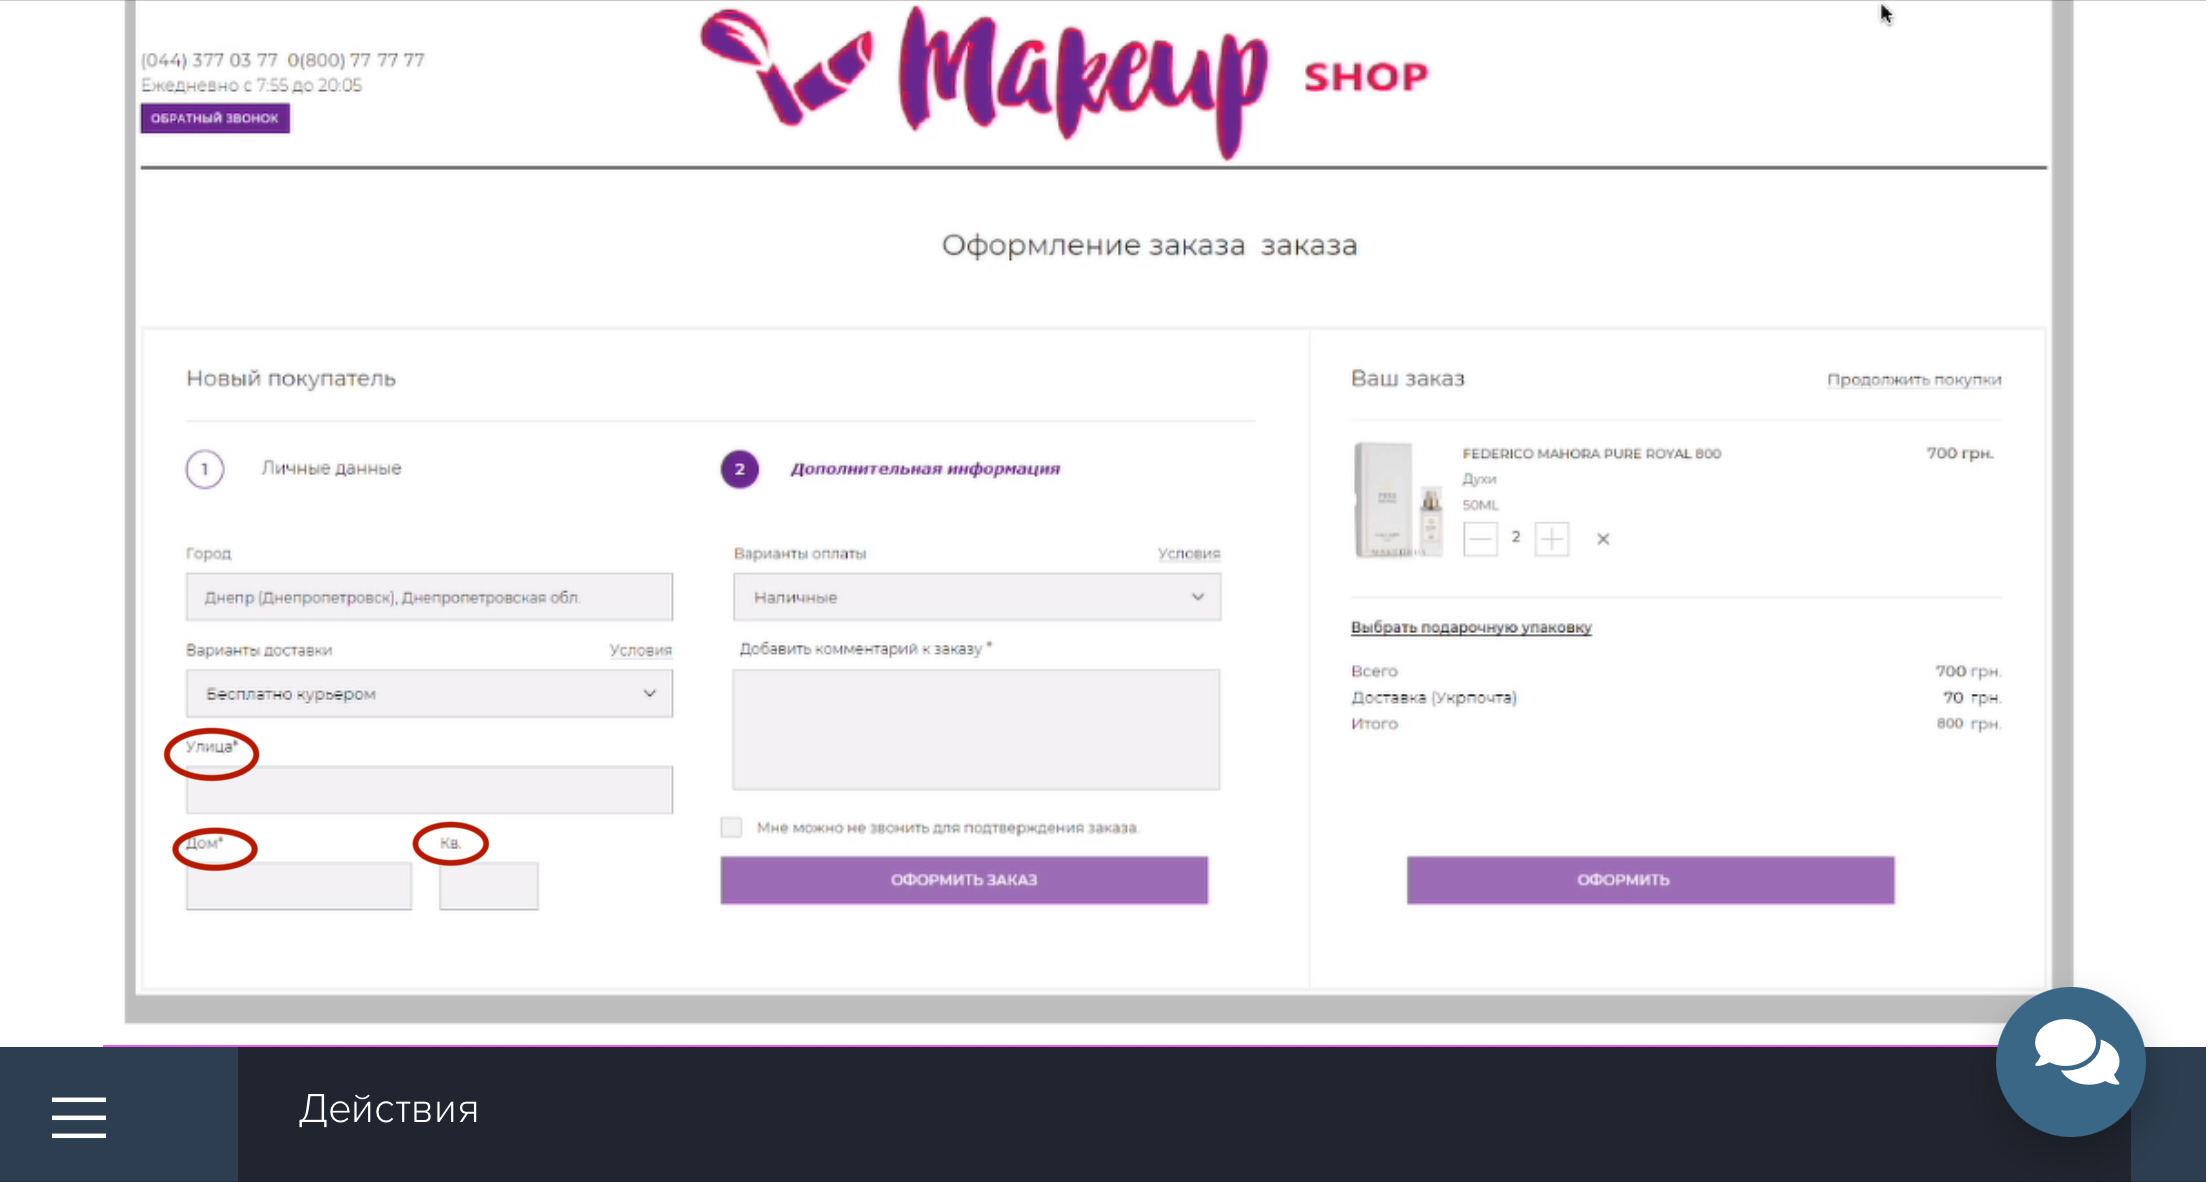 (044) 377 03 77 0(800) 77 77 77
Ежедневно с 7:55 до 20:05
ОБРАТНЫЙ ЗВОНОК
Makeup SHOP
Оформление заказа заказа
Новый покупатель
1 Личные данные
2 Дополнительная информация
Город
Днепр (Днепропетровск), Днепропетровская обл.
Варианты доставки Условия
Бесплатно курьером
Улица*
Дом* Кв.
Варианты оплаты Условия
Наличные
Добавить комментарий к заказу *
Мне можно не звонить для подтверждения заказа.
ОФОРМИТЬ ЗАКАЗ
Ваш заказ Продолжить покупки
FEDERICO MAHORA PURE ROYAL 800 700 грн.
Духи
50ML
2
Выбрать подарочную упаковку
Всего 700 грн.
Доставка (Укрпочта) 70 грн.
Итого 800 грн.
ОФОРМИТЬ
Действия